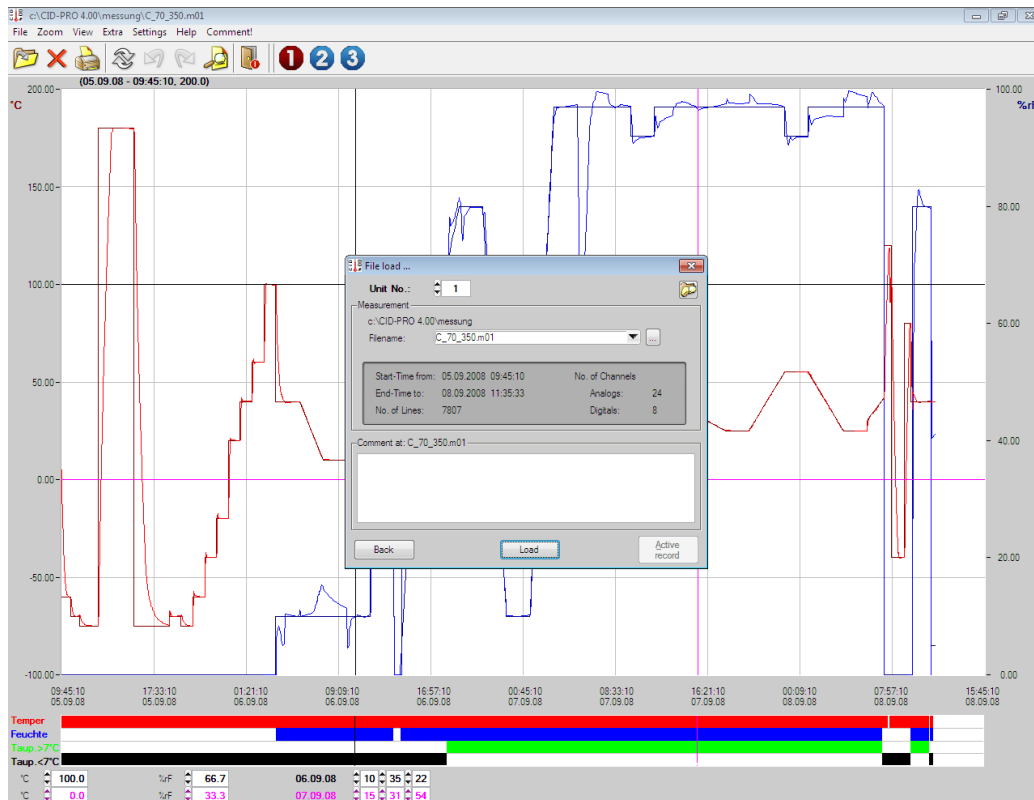 c:\CID-PRO 4.00\messung\C_70_350.m01
File Zoom View Extra Settings Help Comment!
1 2 3
(05.09.08 - 09:45:10, 200.0)
200.00
°C
150.00
100.00
50.00
0.00
-50.00
-100.00
100.00
%rF
80.00
60.00
40.00
20.00
0.00
File load ...
Unit No.: 1
Measurement
c:\CID-PRO 4.00\messung
Filename: C_70_350.m01 ...
Start-Time from: 05.09.2008 09:45:10 No. of Channels
End-Time to: 08.09.2008 11:35:33 Analogs: 24
No. of Lines: 7807 Digitals: 8
Comment at: C_70_350.m01
Back Load Active
record
09:45:10 17:33:10 01:21:10 09:09:10 16:57:10 00:45:10 08:33:10 16:21:10 00:09:10 07:57:10 15:45:10
05.09.08 05.09.08 06.09.08 06.09.08 06.09.08 07.09.08 07.09.08 07.09.08 08.09.08 08.09.08 08.09.08
Temper
Feuchte
Taup.>7°C
Taup.<7°C
°C 100.0 %rF 66.7 06.09.08 10 35 22
°C 0.0 %rF 33.3 07.09.08 15 31 54